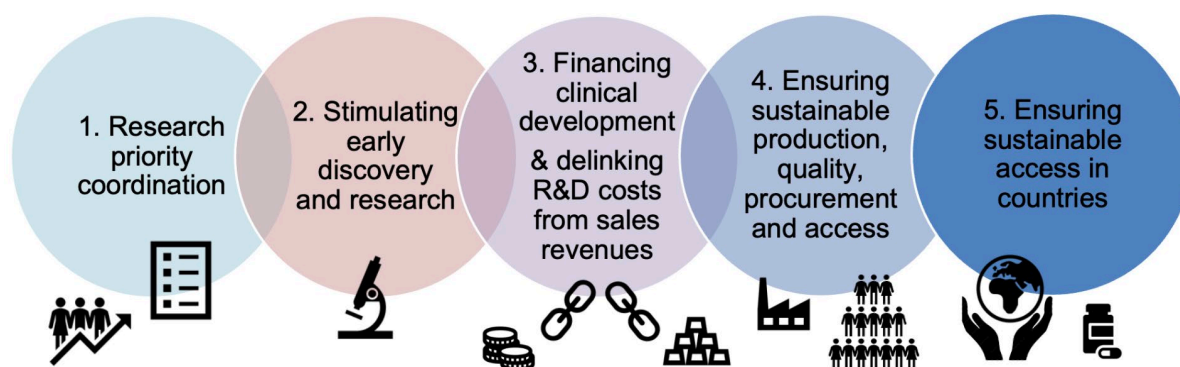 1. Research
priority
coordination
2. Stimulating
early
discovery
and research
3. Financing
clinical
development
& delinking
R&D costs
from sales
revenues
4. Ensuring
sustainable
production,
quality,
procurement
and access
5. Ensuring
sustainable
access in
countries